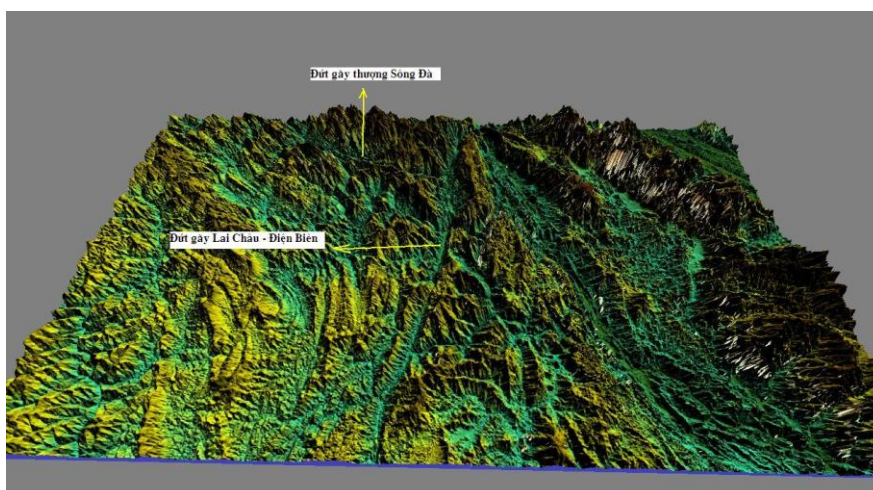 Đứt gãy thượng Sông Đà
Đứt gãy Lai Châu - Điện Biên